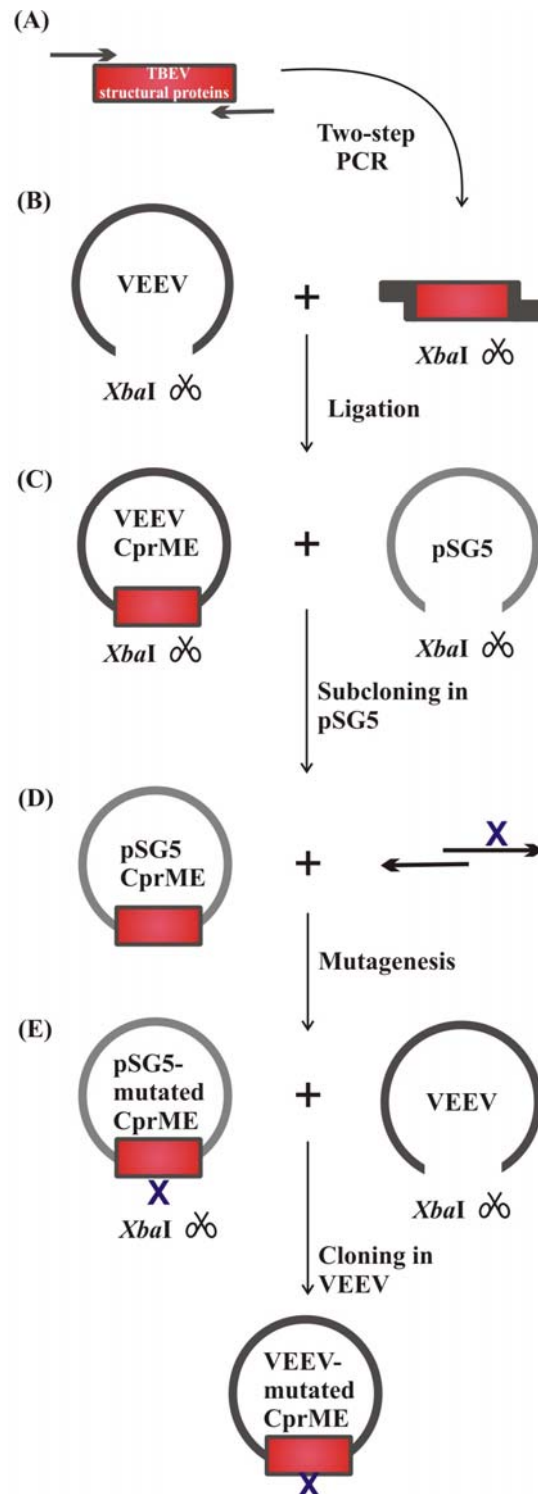 (A)
TBEV
structural proteins
Two-step
PCR
(B)
VEEV
+
XbaI
XbaI
Ligation
(C)
VEEV
CprME
+
pSG5
XbaI
XbaI
Subcloning in
pSG5
(D)
pSG5
CprME
+
X
Mutagenesis
(E)
pSG5-
mutated
CprME
+
VEEV
X
XbaI
XbaI
Cloning in
VEEV
VEEV-
mutated
CprME
X